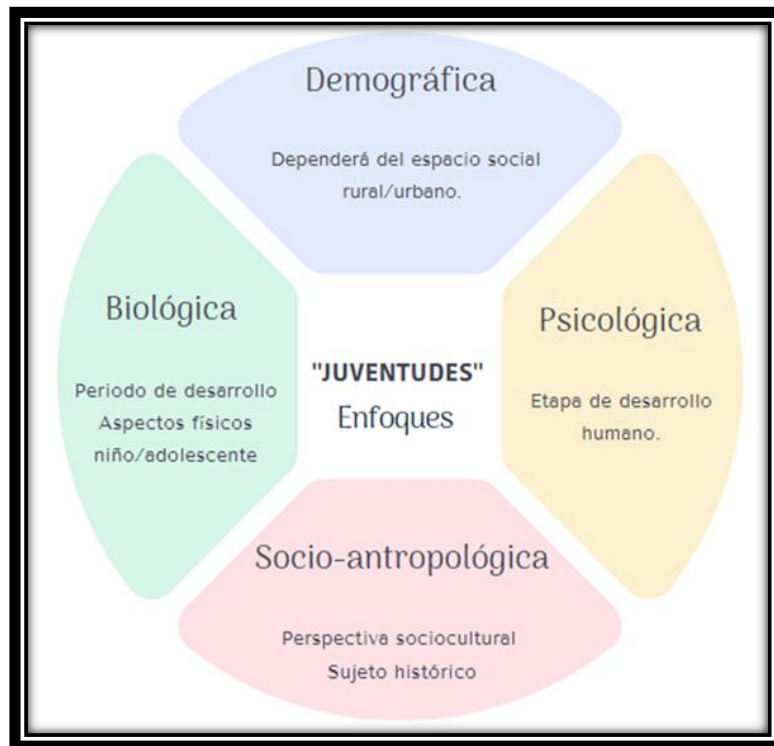 Demográfica
Dependerá del espacio social
rural/urbano.
Biológica
Periodo de desarrollo
Aspectos físicos
niño/adolescente
"JUVENTUDES"
Enfoques
Psicológica
Etapa de desarrollo
humano.
Socio-antropológica
Perspectiva sociocultural
Sujeto histórico